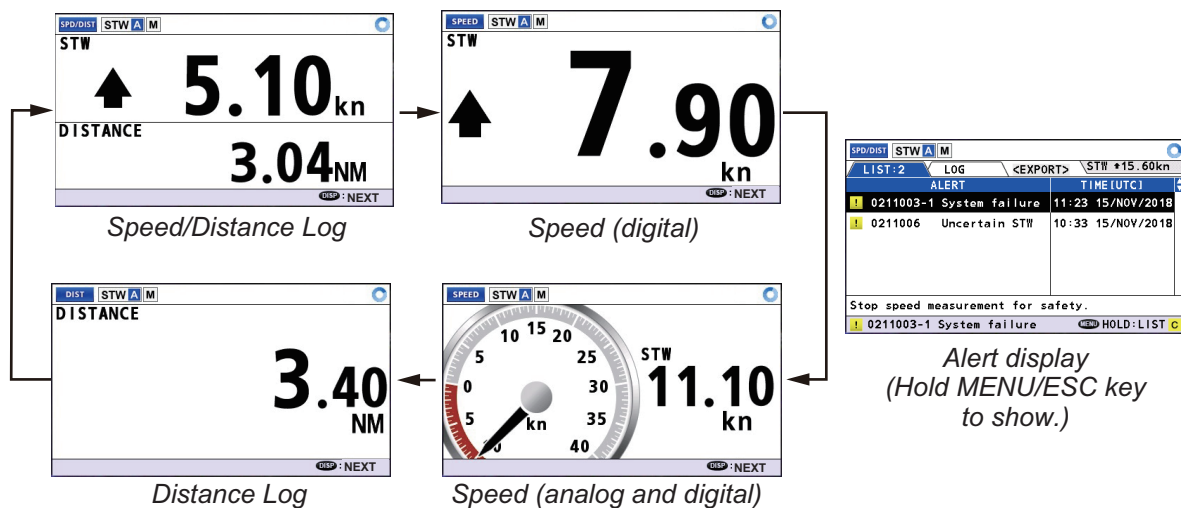 SPD/DIST STW A M
STW
5.10kn
DISTANCE
3.04NM
DISP : NEXT
Speed/Distance Log
SPEED STW A M
STW
7.90
kn
DISP : NEXT
Speed (digital)
SPD/DIST STW A M
LIST:2 LOG <EXPORT> STW ↑15.60kn
ALERT TIME[UTC]
! 0211003-1 System failure 11:23 15/NOV/2018
! 0211006 Uncertain STW 10:33 15/NOV/2018
Stop speed measurement for safety.
! 0211003-1 System failure MENU HOLD:LIST C
Alert display
(Hold MENU/ESC key
to show.)
DIST STW A M
DISTANCE
3.40
NM
DISP : NEXT
Distance Log
SPEED STW A M
10 15 20
5 25
0 30
5 35
40
kn
STW
11.10
kn
DISP : NEXT
Speed (analog and digital)